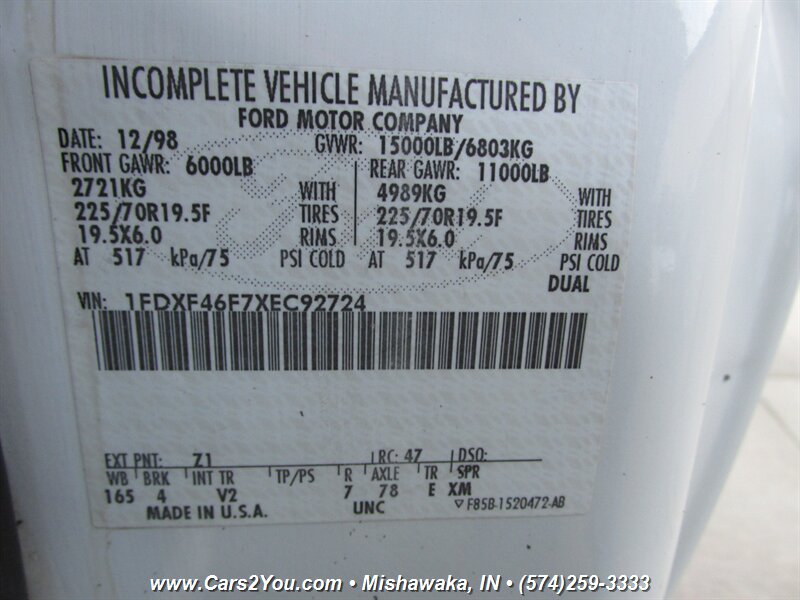 INCOMPLETE VEHICLE MANUFACTURED BY
FORD MOTOR COMPANY
DATE: 12/98 GVWR: 15000LB/6803KG
FRONT GAWR: 6000LB REAR GAWR: 11000LB
2721KG WITH 4989KG WITH
225/70R19.5F TIRES 225/70R19.5F TIRES
19.5X6.0 RIMS 19.5X6.0 RIMS
AT 517 kPa/75 PSI COLD AT 517 kPa/75 PSI COLD
DUAL
VIN: 1FDXF46F7XEC92724
EXT PNT: Z1 RC: 47 DSO:
WB BRK INT TR TP/PS R AXLE TR SPR
165 4 V2 7 78 E XM
MADE IN U.S.A. UNC F85B-1520472-AB
www.Cars2You.com • Mishawaka, IN • (574)259-3333